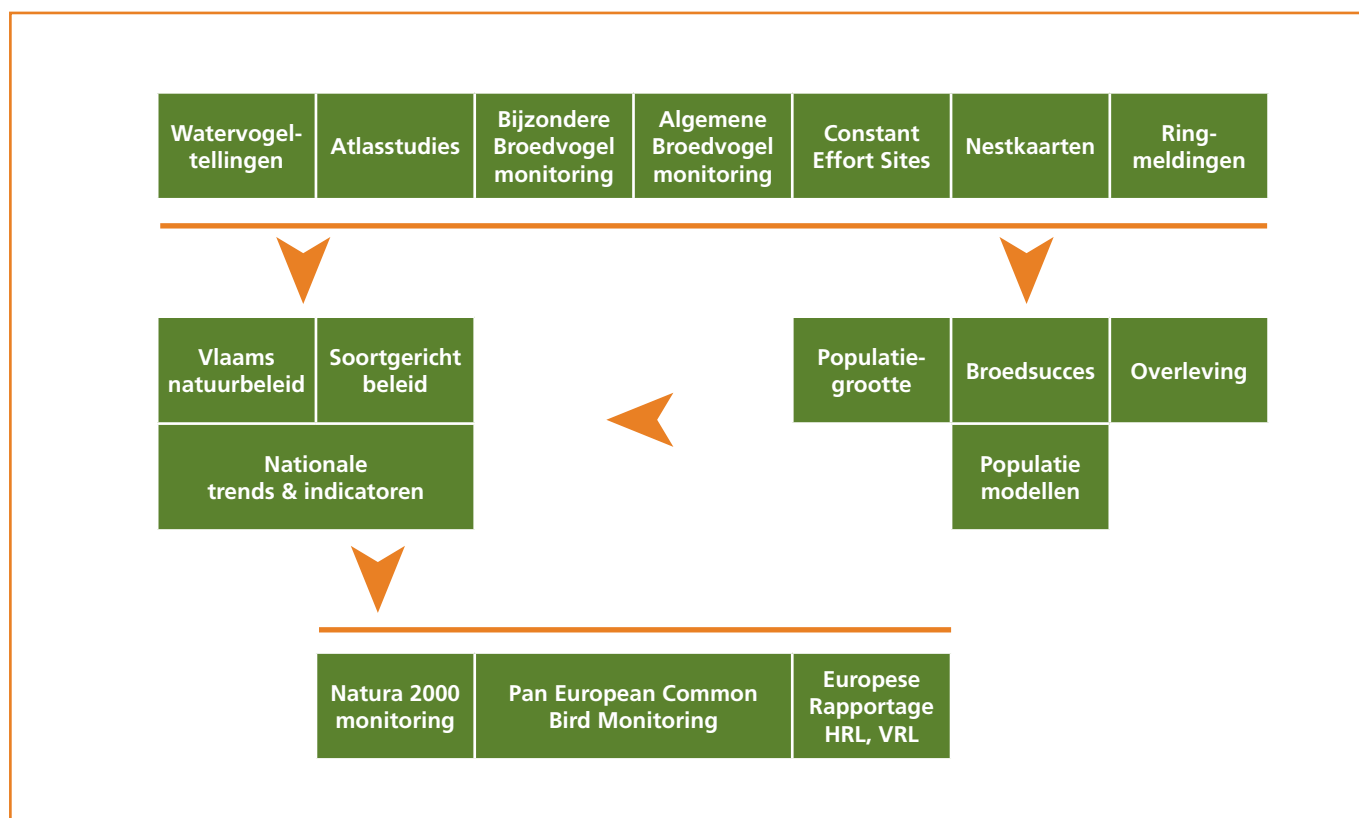 Watervogel-
tellingen
Atlasstudies
Bijzondere
Broedvogel
monitoring
Algemene
Broedvogel
monitoring
Constant
Effort Sites
Nestkaarten
Ring-
meldingen
Vlaams
natuurbeleid
Soortgericht
beleid
Nationale
trends & indicatoren
Populatie-
grootte
Broedsucces
Overleving
Populatie
modellen
Natura 2000
monitoring
Pan European Common
Bird Monitoring
Europese
Rapportage
HRL, VRL